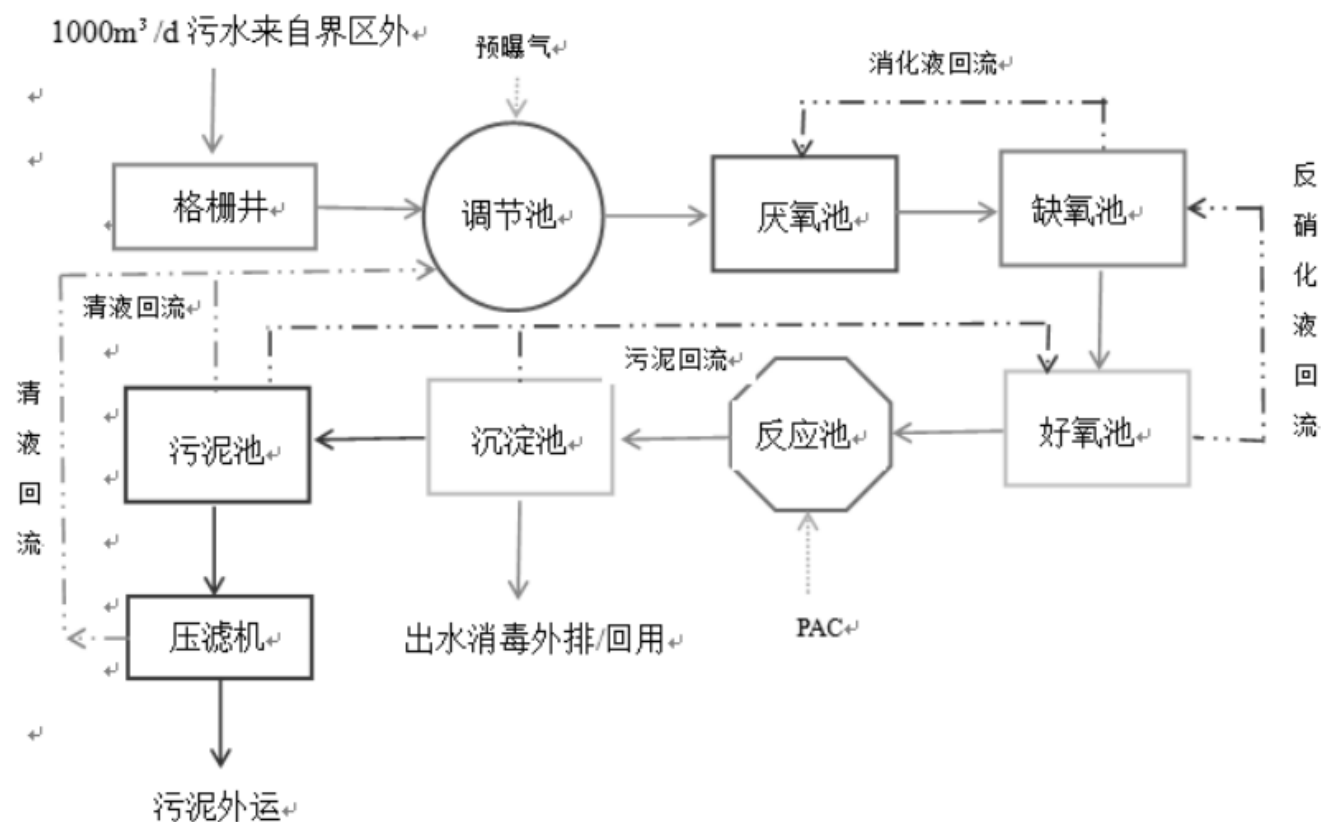 1000m³ /d 污水来自界区外
预曝气
消化液回流
格栅井
调节池
厌氧池
缺氧池
反硝化液回流
清液回流
污泥回流
清液回流
污泥池
沉淀池
反应池
好氧池
压滤机
出水消毒外排/回用
PAC
污泥外运